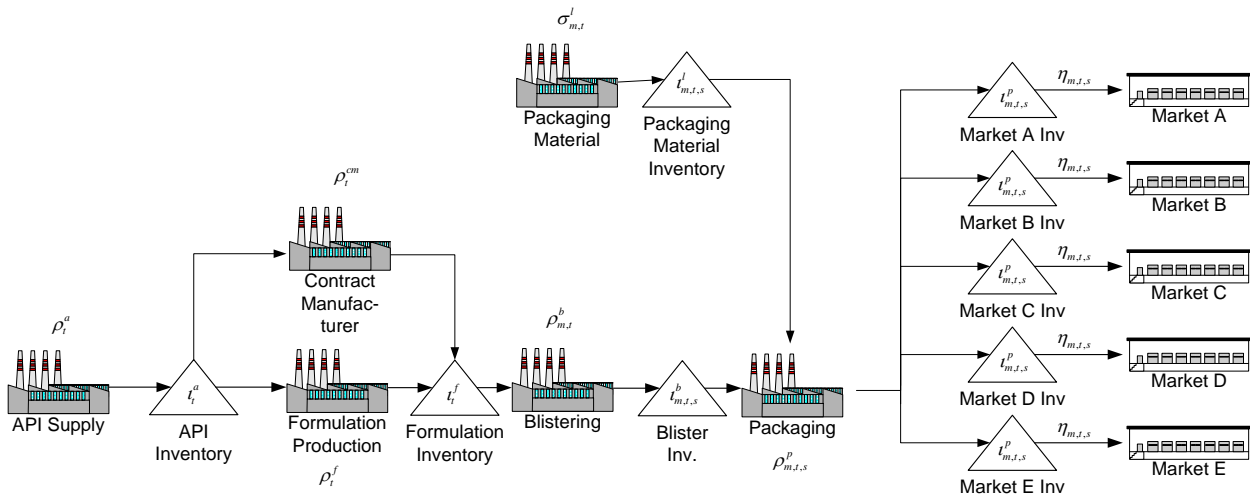 σ^l_{m,t}
Packaging
Material
ι^l_{m,t,s}
Packaging
Material
Inventory
ρ^{cm}_t
Contract
Manufac-
turer
ρ^a_t
API Supply
ι^a_t
API
Inventory
Formulation
Production
ρ^f_t
ι^f_t
Formulation
Inventory
ρ^b_{m,t}
Blistering
ι^b_{m,t,s}
Blister
Inv.
Packaging
ρ^p_{m,t,s}
ι^p_{m,t,s}
Market A Inv
η_{m,t,s}
Market A
ι^p_{m,t,s}
Market B Inv
η_{m,t,s}
Market B
ι^p_{m,t,s}
Market C Inv
η_{m,t,s}
Market C
ι^p_{m,t,s}
Market D Inv
η_{m,t,s}
Market D
ι^p_{m,t,s}
Market E Inv
η_{m,t,s}
Market E